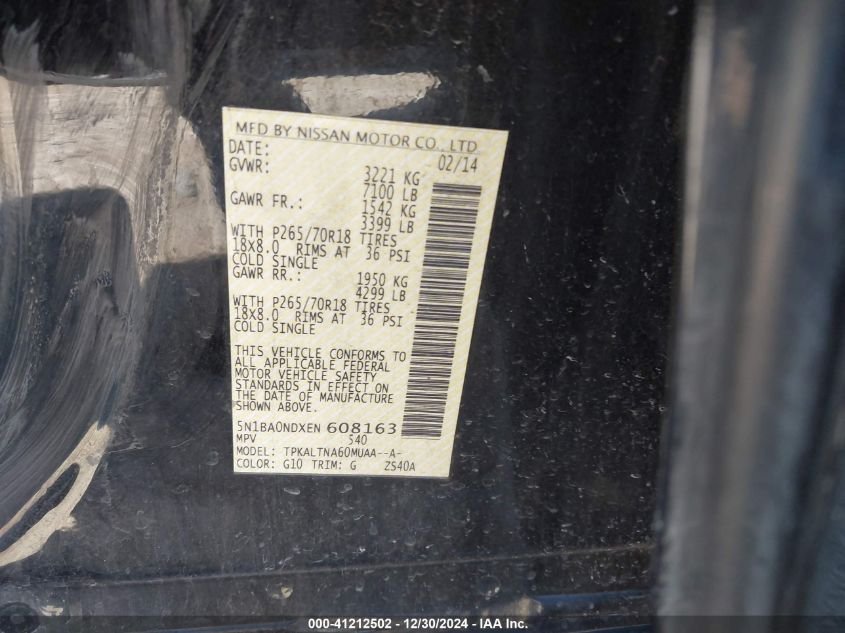 MFD BY NISSAN MOTOR CO., LTD
DATE: 02/14
GVWR: 3221 KG
7100 LB
GAWR FR.: 1542 KG
3399 LB
WITH P265/70R18 TIRES
18x8.0 RIMS AT 36 PSI
COLD SINGLE
GAWR RR.: 1950 KG
4299 LB
WITH P265/70R18 TIRES
18x8.0 RIMS AT 36 PSI
COLD SINGLE
THIS VEHICLE CONFORMS TO
ALL APPLICABLE FEDERAL
MOTOR VEHICLE SAFETY
STANDARDS IN EFFECT ON
THE DATE OF MANUFACTURE
SHOWN ABOVE.
5N1BA0NDXEN 608163
MPV 540
MODEL: TPKALTNA60MUAA--A-
COLOR: G10 TRIM: G ZS40A
000-41212502 - 12/30/2024 - IAA Inc.